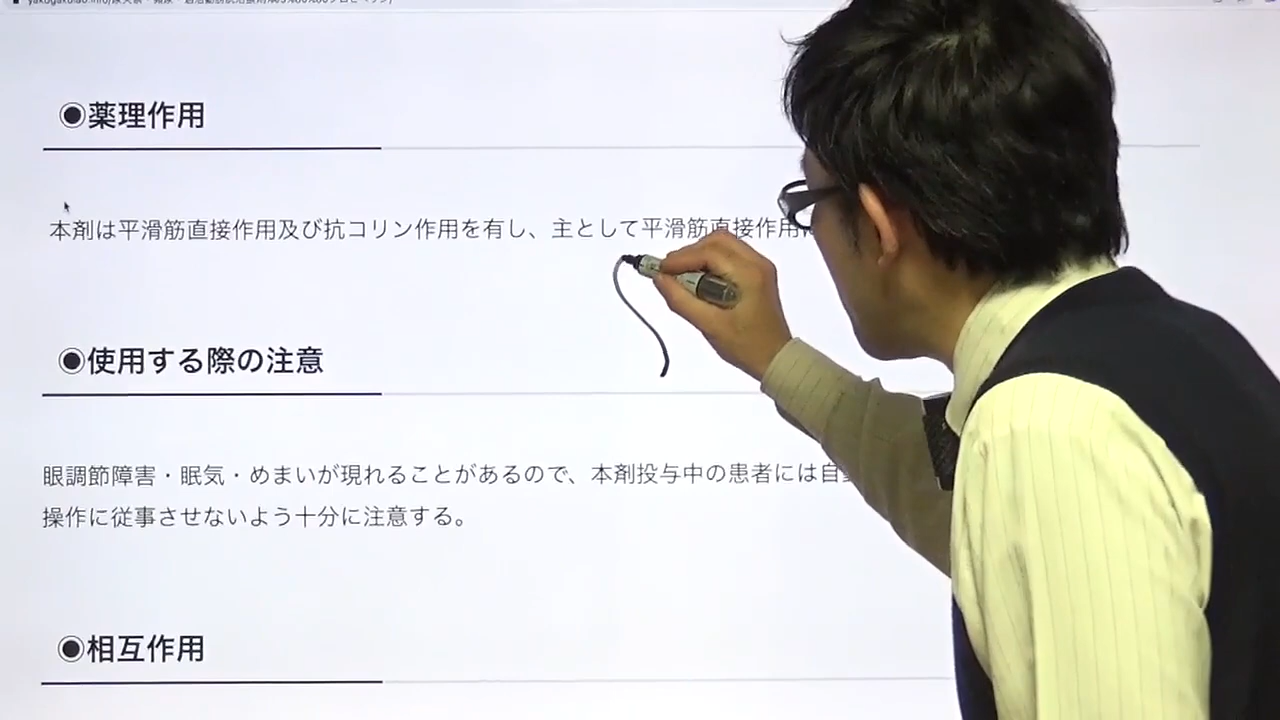 ◉薬理作用
本剤は平滑筋直接作用及び抗コリン作用を有し、主として平滑筋直接作用
◉使用する際の注意
眼調節障害・眠気・めまいが現れることがあるので、本剤投与中の患者には自
操作に従事させないよう十分に注意する。
◉相互作用